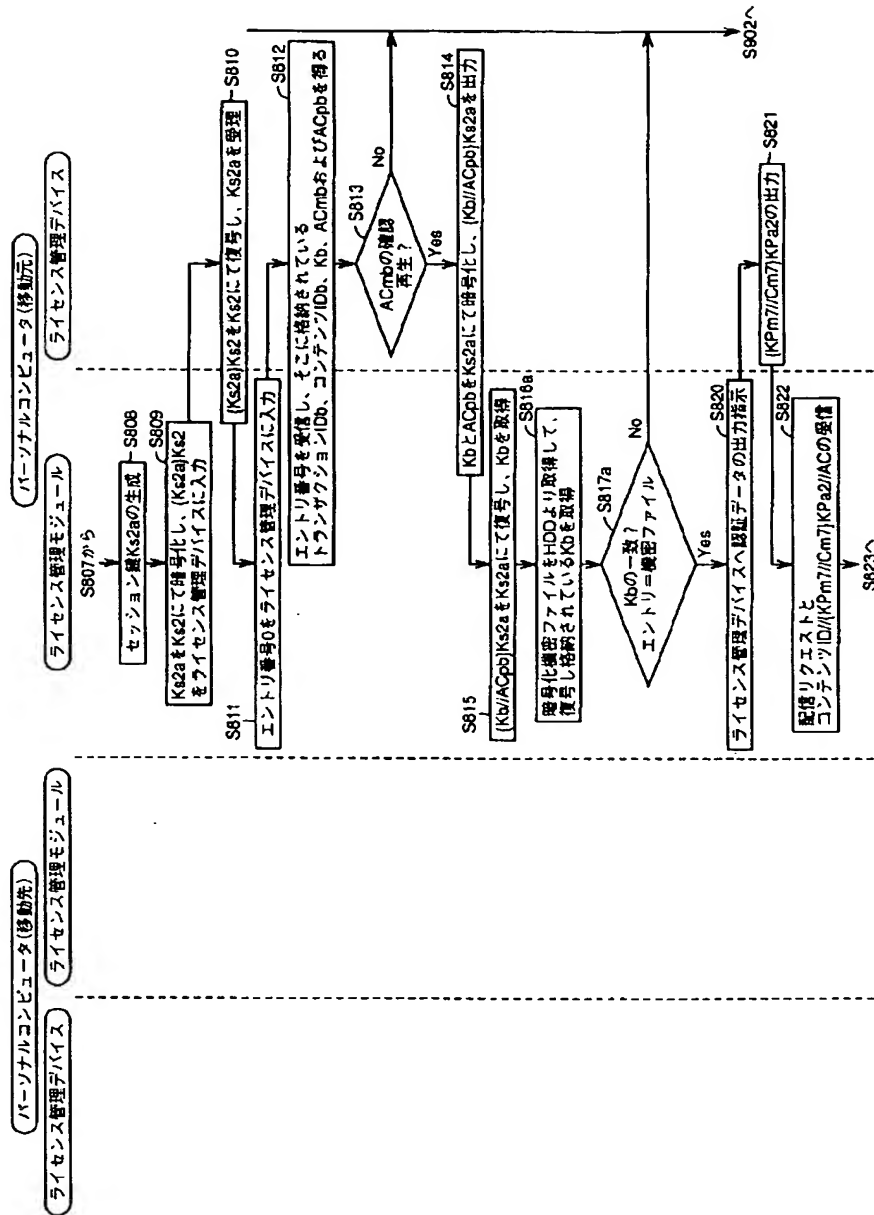 パーソナルコンピュータ(移動先)
ライセンス管理デバイス
ライセンス管理モジュール
パーソナルコンピュータ(移動元)
ライセンス管理モジュール
ライセンス管理デバイス
S807から
セッション鍵Ks2aの生成
S808
Ks2aをKs2にて暗号化し、{Ks2a}Ks2
をライセンス管理デバイスに入力
S809
{Ks2a}Ks2をKs2にて復号し、Ks2aを受理
S810
エントリ番号0をライセンス管理デバイスに入力
S811
エントリ番号を受信し、そこに格納されている
トランザクションIDb、コンテンツIDb、Kb、ACmbおよびACpbを得る
S812
ACmbの確認
再生?
S813
No
Yes
KbとACpbをKs2aにて暗号化し、{Kb//ACpb}Ks2aを出力
S814
{Kb//ACpb}Ks2aをKs2aにて復号し、Kbを取得
S815
暗号化機密ファイルをHDDより取得して、
復号し格納されているKbを取得
S816a
Kbの一致?
エントリ=機密ファイル
S817a
No
Yes
ライセンス管理デバイスへ認証データの出力指示
S820
{KPm7//Cm7}KPa2の出力
S821
配信リクエストと
コンテンツID//{KPm7//Cm7}KPa2//ACの受信
S822
S823へ
S902へ